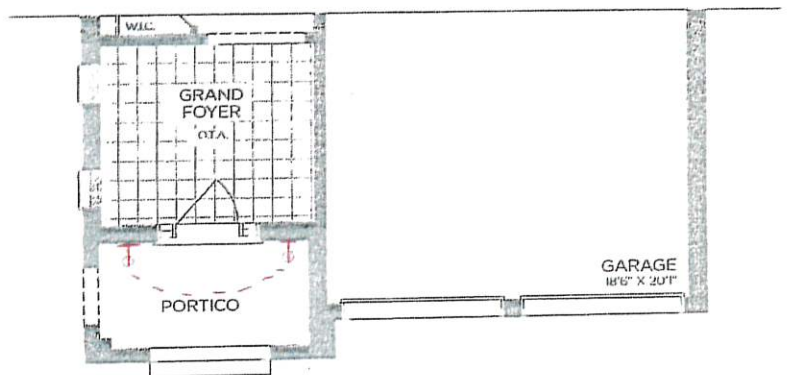 W.I.C.
GRAND
FOYER
O.T.A.
GARAGE
18'6" X 20'1"
PORTICO